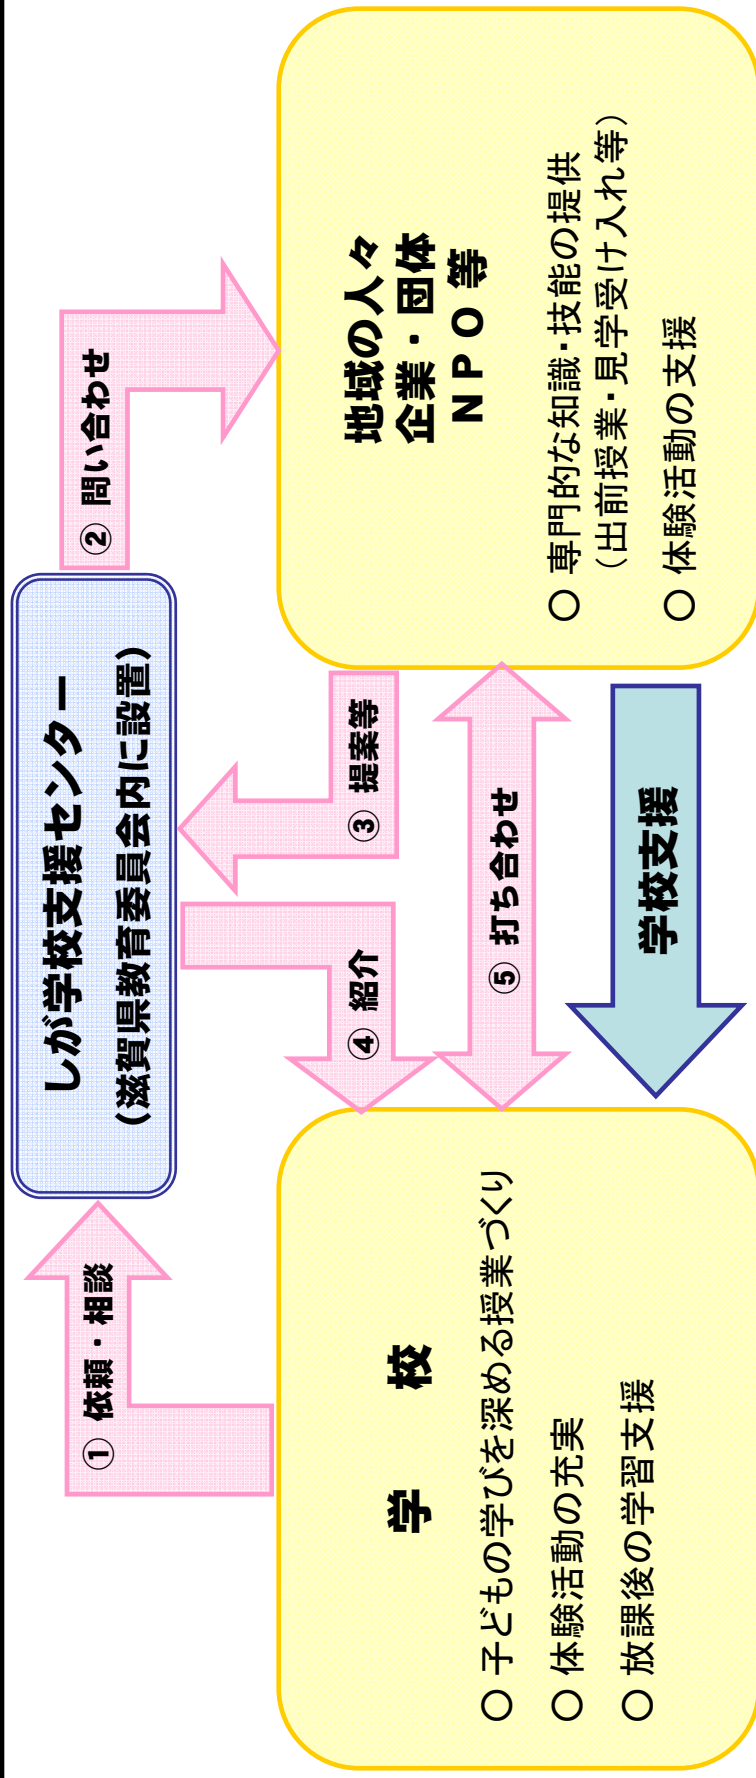 しが学校支援センター
(滋賀県教育委員会内に設置)
① 依頼・相談
② 問い合わせ
③ 提案等
④ 紹介
⑤ 打ち合わせ
学校支援
学　校
○ 子どもの学びを深める授業づくり
○ 体験活動の充実
○ 放課後の学習支援
地域の人々
企業・団体
ＮＰＯ等
○ 専門的な知識・技能の提供
（出前授業・見学受け入れ等）
○ 体験活動の支援